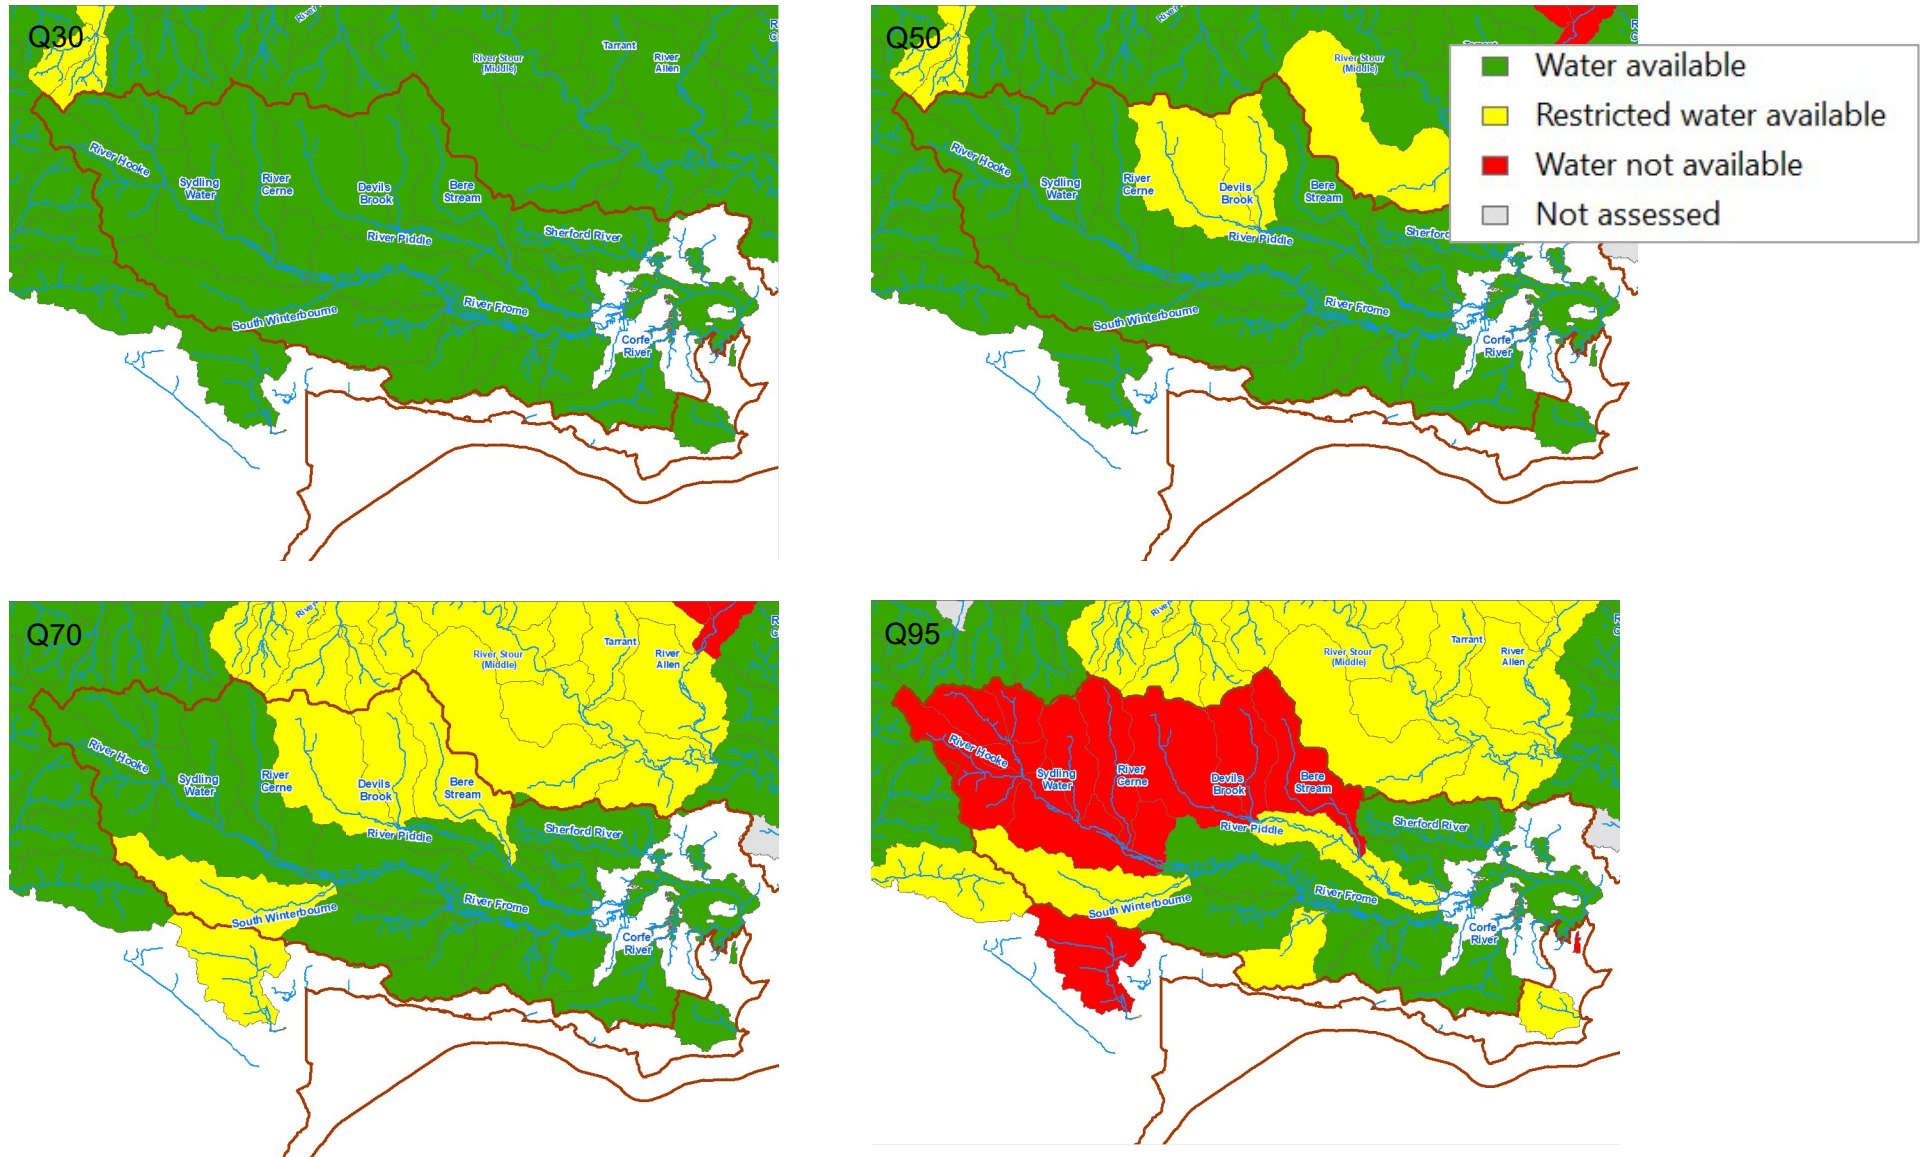 Q30
River
Tarrant
River
Allen
River Stour
(Middle)
River Hooke
Sydling
Water
River
Cerne
Devils
Brook
Bere
Stream
River Piddle
Sherford River
South Winterbourne
River Frome
Corfe
River
Q50
River
River Stour
(Middle)
River Hooke
Sydling
Water
River
Cerne
Devils
Brook
Bere
Stream
River Piddle
Sherford
South Winterbourne
River Frome
Corfe
River
Water available
Restricted water available
Water not available
Not assessed
Q70
River
Tarrant
River
Allen
River Stour
(Middle)
River Hooke
Sydling
Water
River
Cerne
Devils
Brook
Bere
Stream
River Piddle
Sherford River
South Winterbourne
River Frome
Corfe
River
Q95
River
Tarrant
River
Allen
River Stour
(Middle)
River Hooke
Sydling
Water
River
Cerne
Devils
Brook
Bere
Stream
River Piddle
Sherford River
South Winterbourne
River Frome
Corfe
River